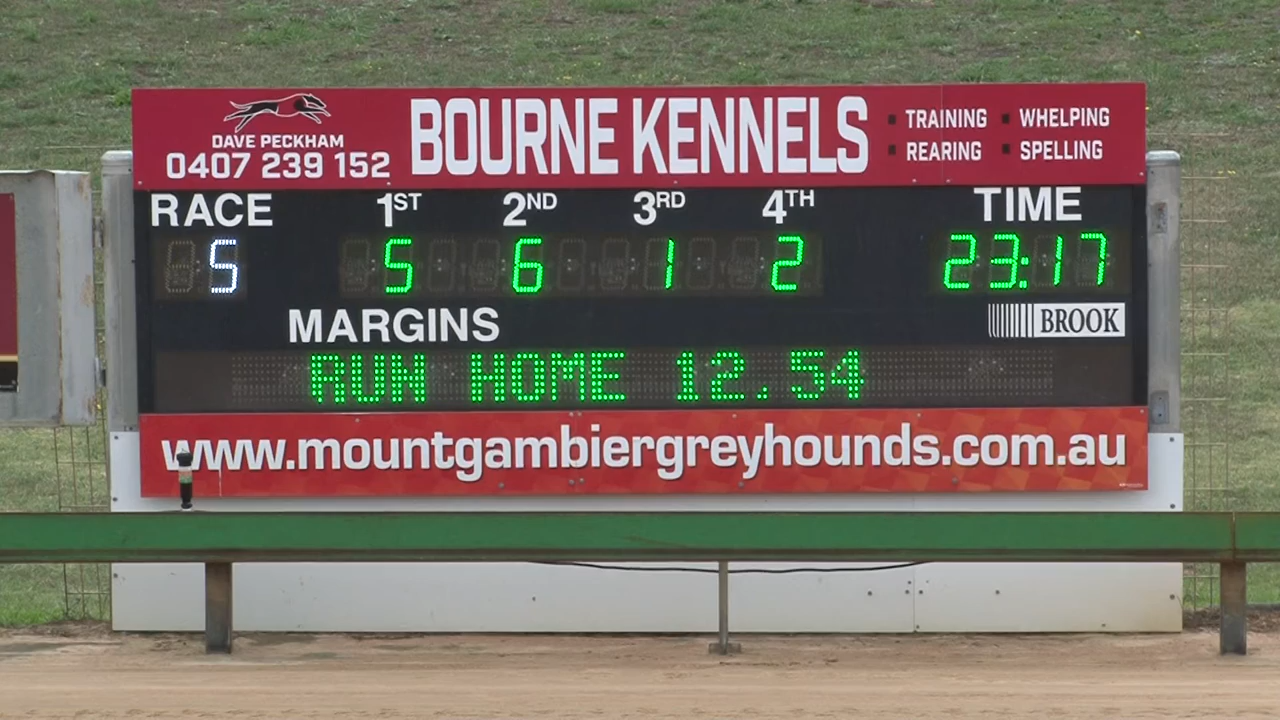 DAVE PECKHAM
0407 239 152
BOURNE KENNELS
TRAINING WHELPING
REARING SPELLING
RACE 1ST 2ND 3RD 4TH TIME
5 5 6 1 2 23:17
MARGINS
BROOK
RUN HOME 12.54
www.mountgambiergreyhounds.com.au